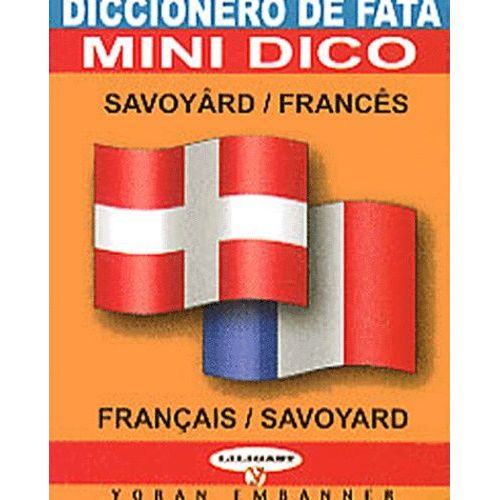 DICCIONERO DE FATA
MINI DICO
SAVOYÂRD / FRANCÊS
FRANÇAIS / SAVOYARD
YORAN EMBANNER